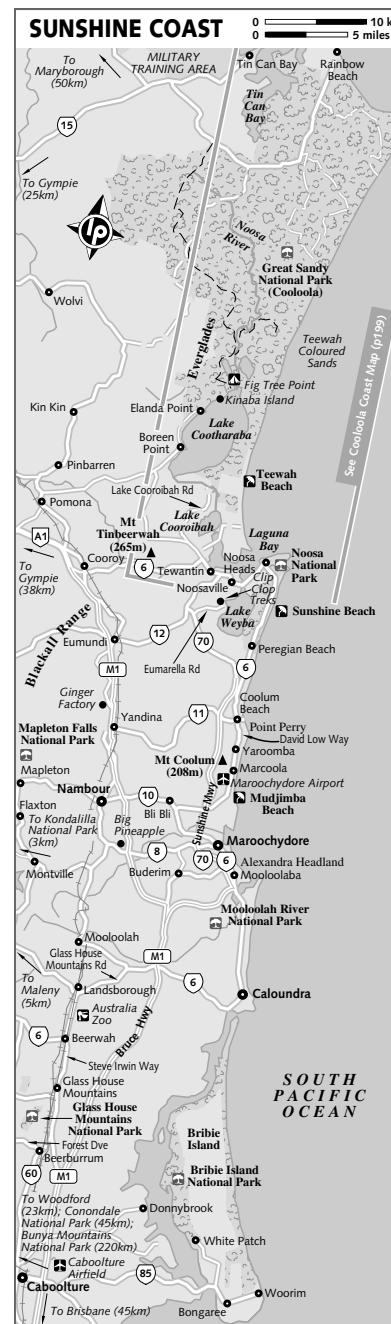 SUNSHINE COAST
0 10 k
0 5 miles
To
Maryborough
(50km)
MILITARY
TRAINING AREA
Tin Can Bay
Rainbow
Beach
Tin
Can
Bay
15
To Gympie
(25km)
lp
Noosa
River
Great Sandy
National Park
(Cooloola)
Wolvi
Teewah
Coloured
Sands
See Cooloola Coast Map (p199)
Everglades
Fig Tree Point
Kinaba Island
Kin Kin
Elanda Point
Lake
Cootharaba
Boreen
Point
Pinbarren
Teewah
Beach
Lake Cooroibah Rd
Pomona
Lake
Cooroibah
Mt
Tinbeerwah
(265m)
Laguna
Bay
A1
To
Gympie
(38km)
Cooroy
6
Tewantin
Noosa
Heads
Noosa
National
Park
Noosaville
Clip
Clop
Treks
Lake
Weyba
Sunshine Beach
Blackall Range
12
Eumundi
70
Eumarella Rd
Peregian Beach
6
M1
Ginger
Factory
11
Coolum
Beach
Yandina
Point Perry
David Low Way
Mapleton Falls
National Park
Yaroomba
Mt Coolum
(208m)
Marcoola
Mapleton
Maroochydore Airport
Nambour
10
Sunshine Mwy
Mudjimba
Beach
Flaxton
Bli Bli
To Kondalilla
National Park
(3km)
Big
Pineapple
8
Maroochydore
70
6
Alexandra Headland
Montville
Buderim
Mooloolaba
Mooloolah River
National Park
Mooloolah
Glass House
Mountains Rd
M1
To
Maleny
(5km)
6
Landsborough
Caloundra
Australia
Zoo
6
Beerwah
Bruce Hwy
Steve Irwin Way
Glass House
Mountains
SOUTH
PACIFIC
OCEAN
Glass House
Mountains
National Park
Forest Dve
Bribie
Island
Beerburrum
60
M1
Bribie Island
National Park
To Woodford
(23km); Conondale
National Park (45km);
Bunya Mountains
National Park (220km)
Donnybrook
White Patch
Caboolture
Airfield
85
Caboolture
Woorim
To Brisbane (45km)
Bongaree